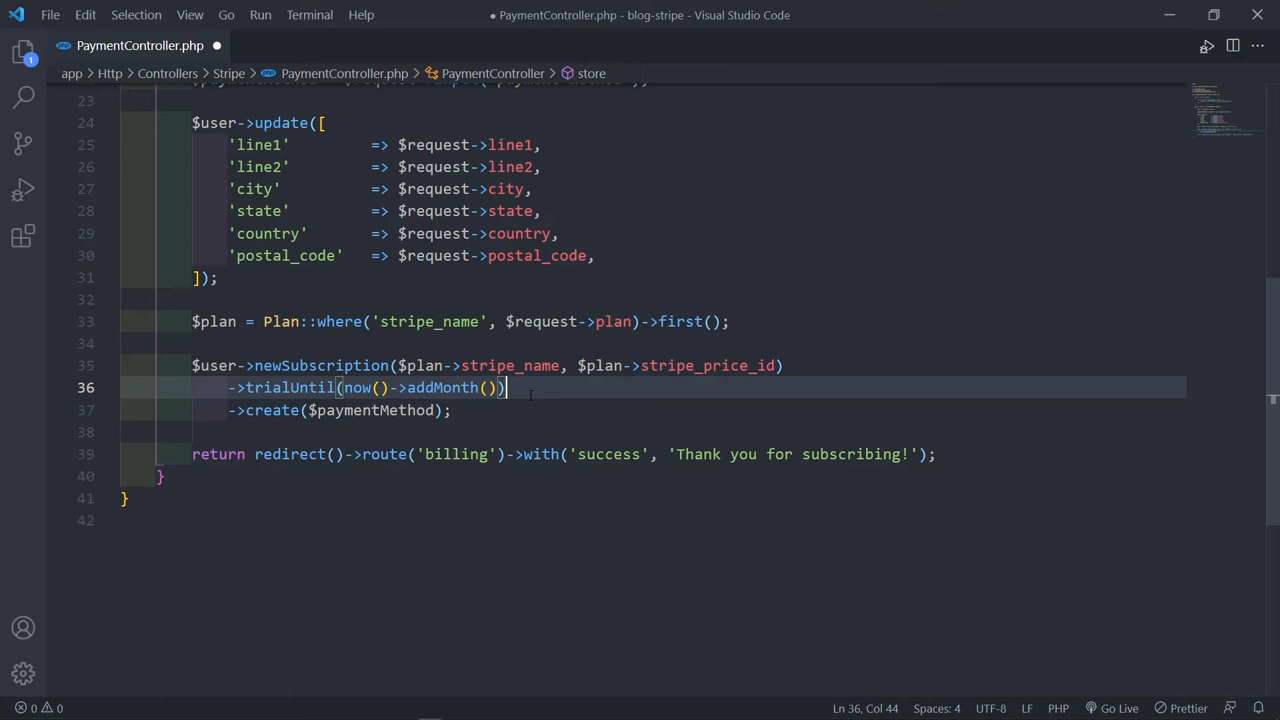 File Edit Selection View Go Run Terminal Help
● PaymentController.php - blog-stripe - Visual Studio Code
PaymentController.php ●
app > Http > Controllers > Stripe > PaymentController.php > PaymentController > store
1
23
24 $user->update([
25 'line1' => $request->line1,
26 'line2' => $request->line2,
27 'city' => $request->city,
28 'state' => $request->state,
29 'country' => $request->country,
30 'postal_code' => $request->postal_code,
31 ]);
32
33 $plan = Plan::where('stripe_name', $request->plan)->first();
34
35 $user->newSubscription($plan->stripe_name, $plan->stripe_price_id)
36 ->trialUntil(now()->addMonth())
37 ->create($paymentMethod);
38
39 return redirect()->route('billing')->with('success', 'Thank you for subscribing!');
40 }
41 }
42
0 0 Ln 36, Col 44 Spaces: 4 UTF-8 LF PHP Go Live Prettier